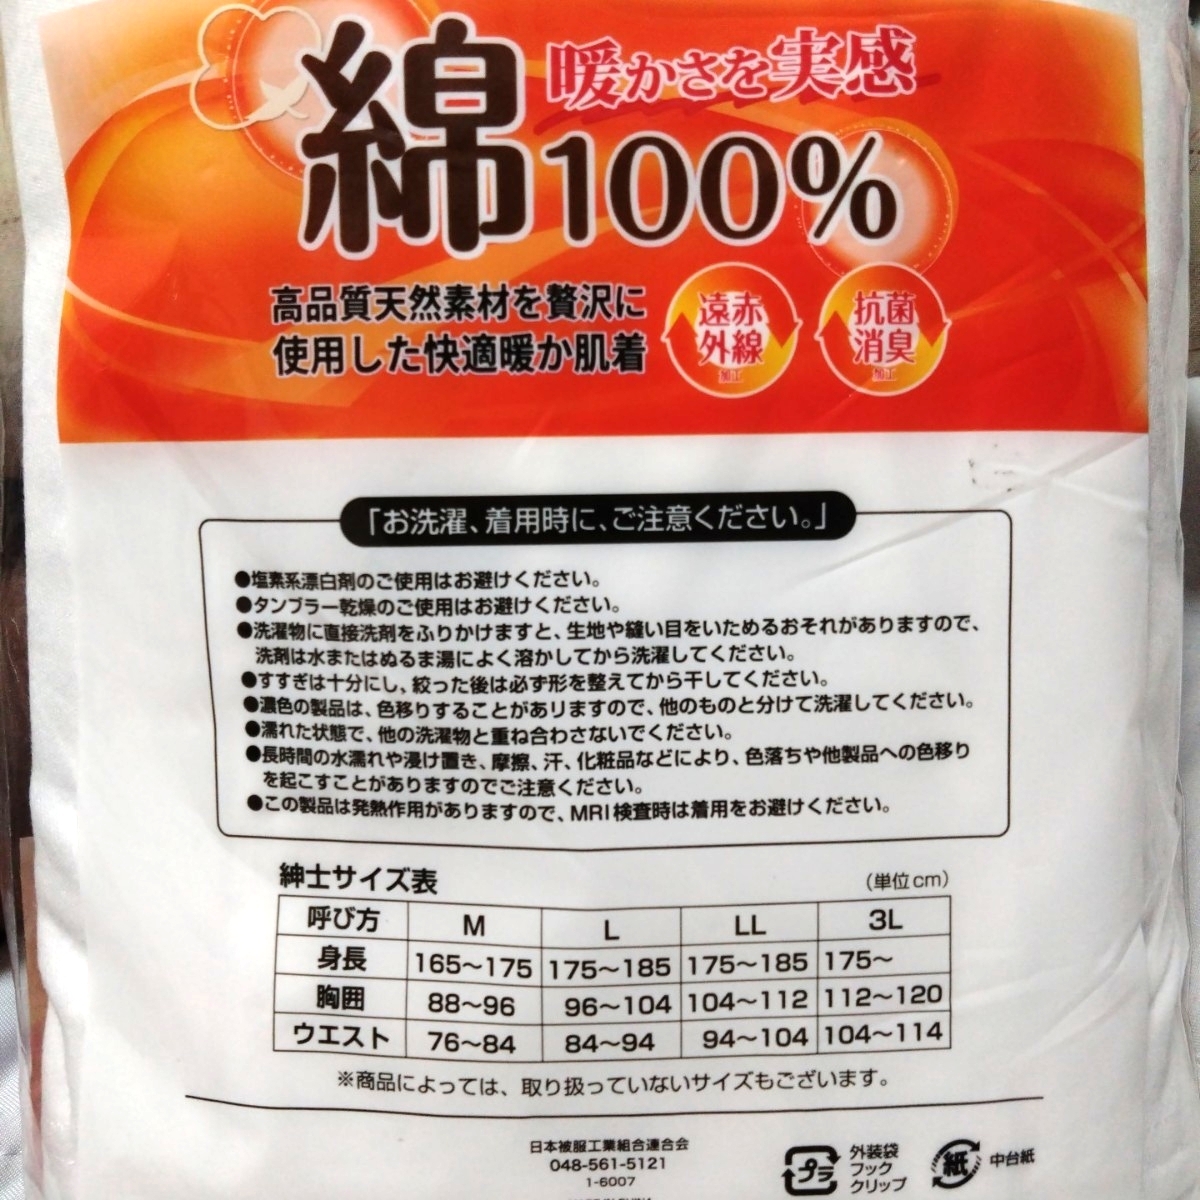 暖かさを実感
綿100%
高品質天然素材を贅沢に
使用した快適暖か肌着
遠赤
外線
加工
抗菌
消臭
加工
「お洗濯、着用時に、ご注意ください。」
●塩素系漂白剤のご使用はお避けください。
●タンブラー乾燥のご使用はお避けください。
●洗濯物に直接洗剤をふりかけますと、生地や縫い目をいためるおそれがありますので、
洗剤は水またはぬるま湯によく溶かしてから洗濯してください。
●すすぎは十分にし、絞った後は必ず形を整えてから干してください。
●濃色の製品は、色移りすることがありますので、他のものと分けて洗濯してください。
●濡れた状態で、他の洗濯物と重ね合わさないでください。
●長時間の水濡れや浸け置き、摩擦、汗、化粧品などにより、色落ちや他製品への色移り
を起こすことがありますのでご注意ください。
●この製品は発熱作用がありますので、MRI検査時は着用をお避けください。
紳士サイズ表 (単位cm)
呼び方 M L LL 3L
身長 165〜175 175〜185 175〜185 175〜
胸囲 88〜96 96〜104 104〜112 112〜120
ウエスト 76〜84 84〜94 94〜104 104〜114
※商品によっては、取り扱っていないサイズもございます。
日本被服工業組合連合会
048-561-5121
1-6007
プラ
外装袋
フック
クリップ
紙
中台紙